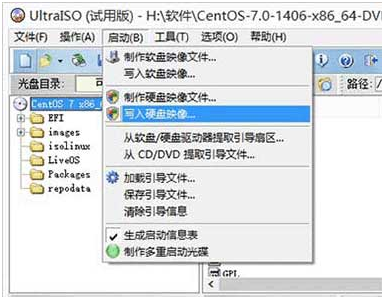 UltraISO (试用版) - H:\软件\CentOS-7.0-1406-x86_64-DV
文件(F) 操作(A) 启动(B) 工具(T) 选项(O) 帮助(H)
光盘目录:
路径:/
CentOS 7 x86_
EFI
images
isolinux
LiveOS
Packages
repodata
制作软盘映像文件...
写入软盘映像...
制作硬盘映像文件...
写入硬盘映像...
从软盘/硬盘驱动器提取引导扇区...
从 CD/DVD 提取引导文件...
加载引导文件...
保存引导文件...
清除引导信息
生成启动信息表
制作多重启动光碟
GPL